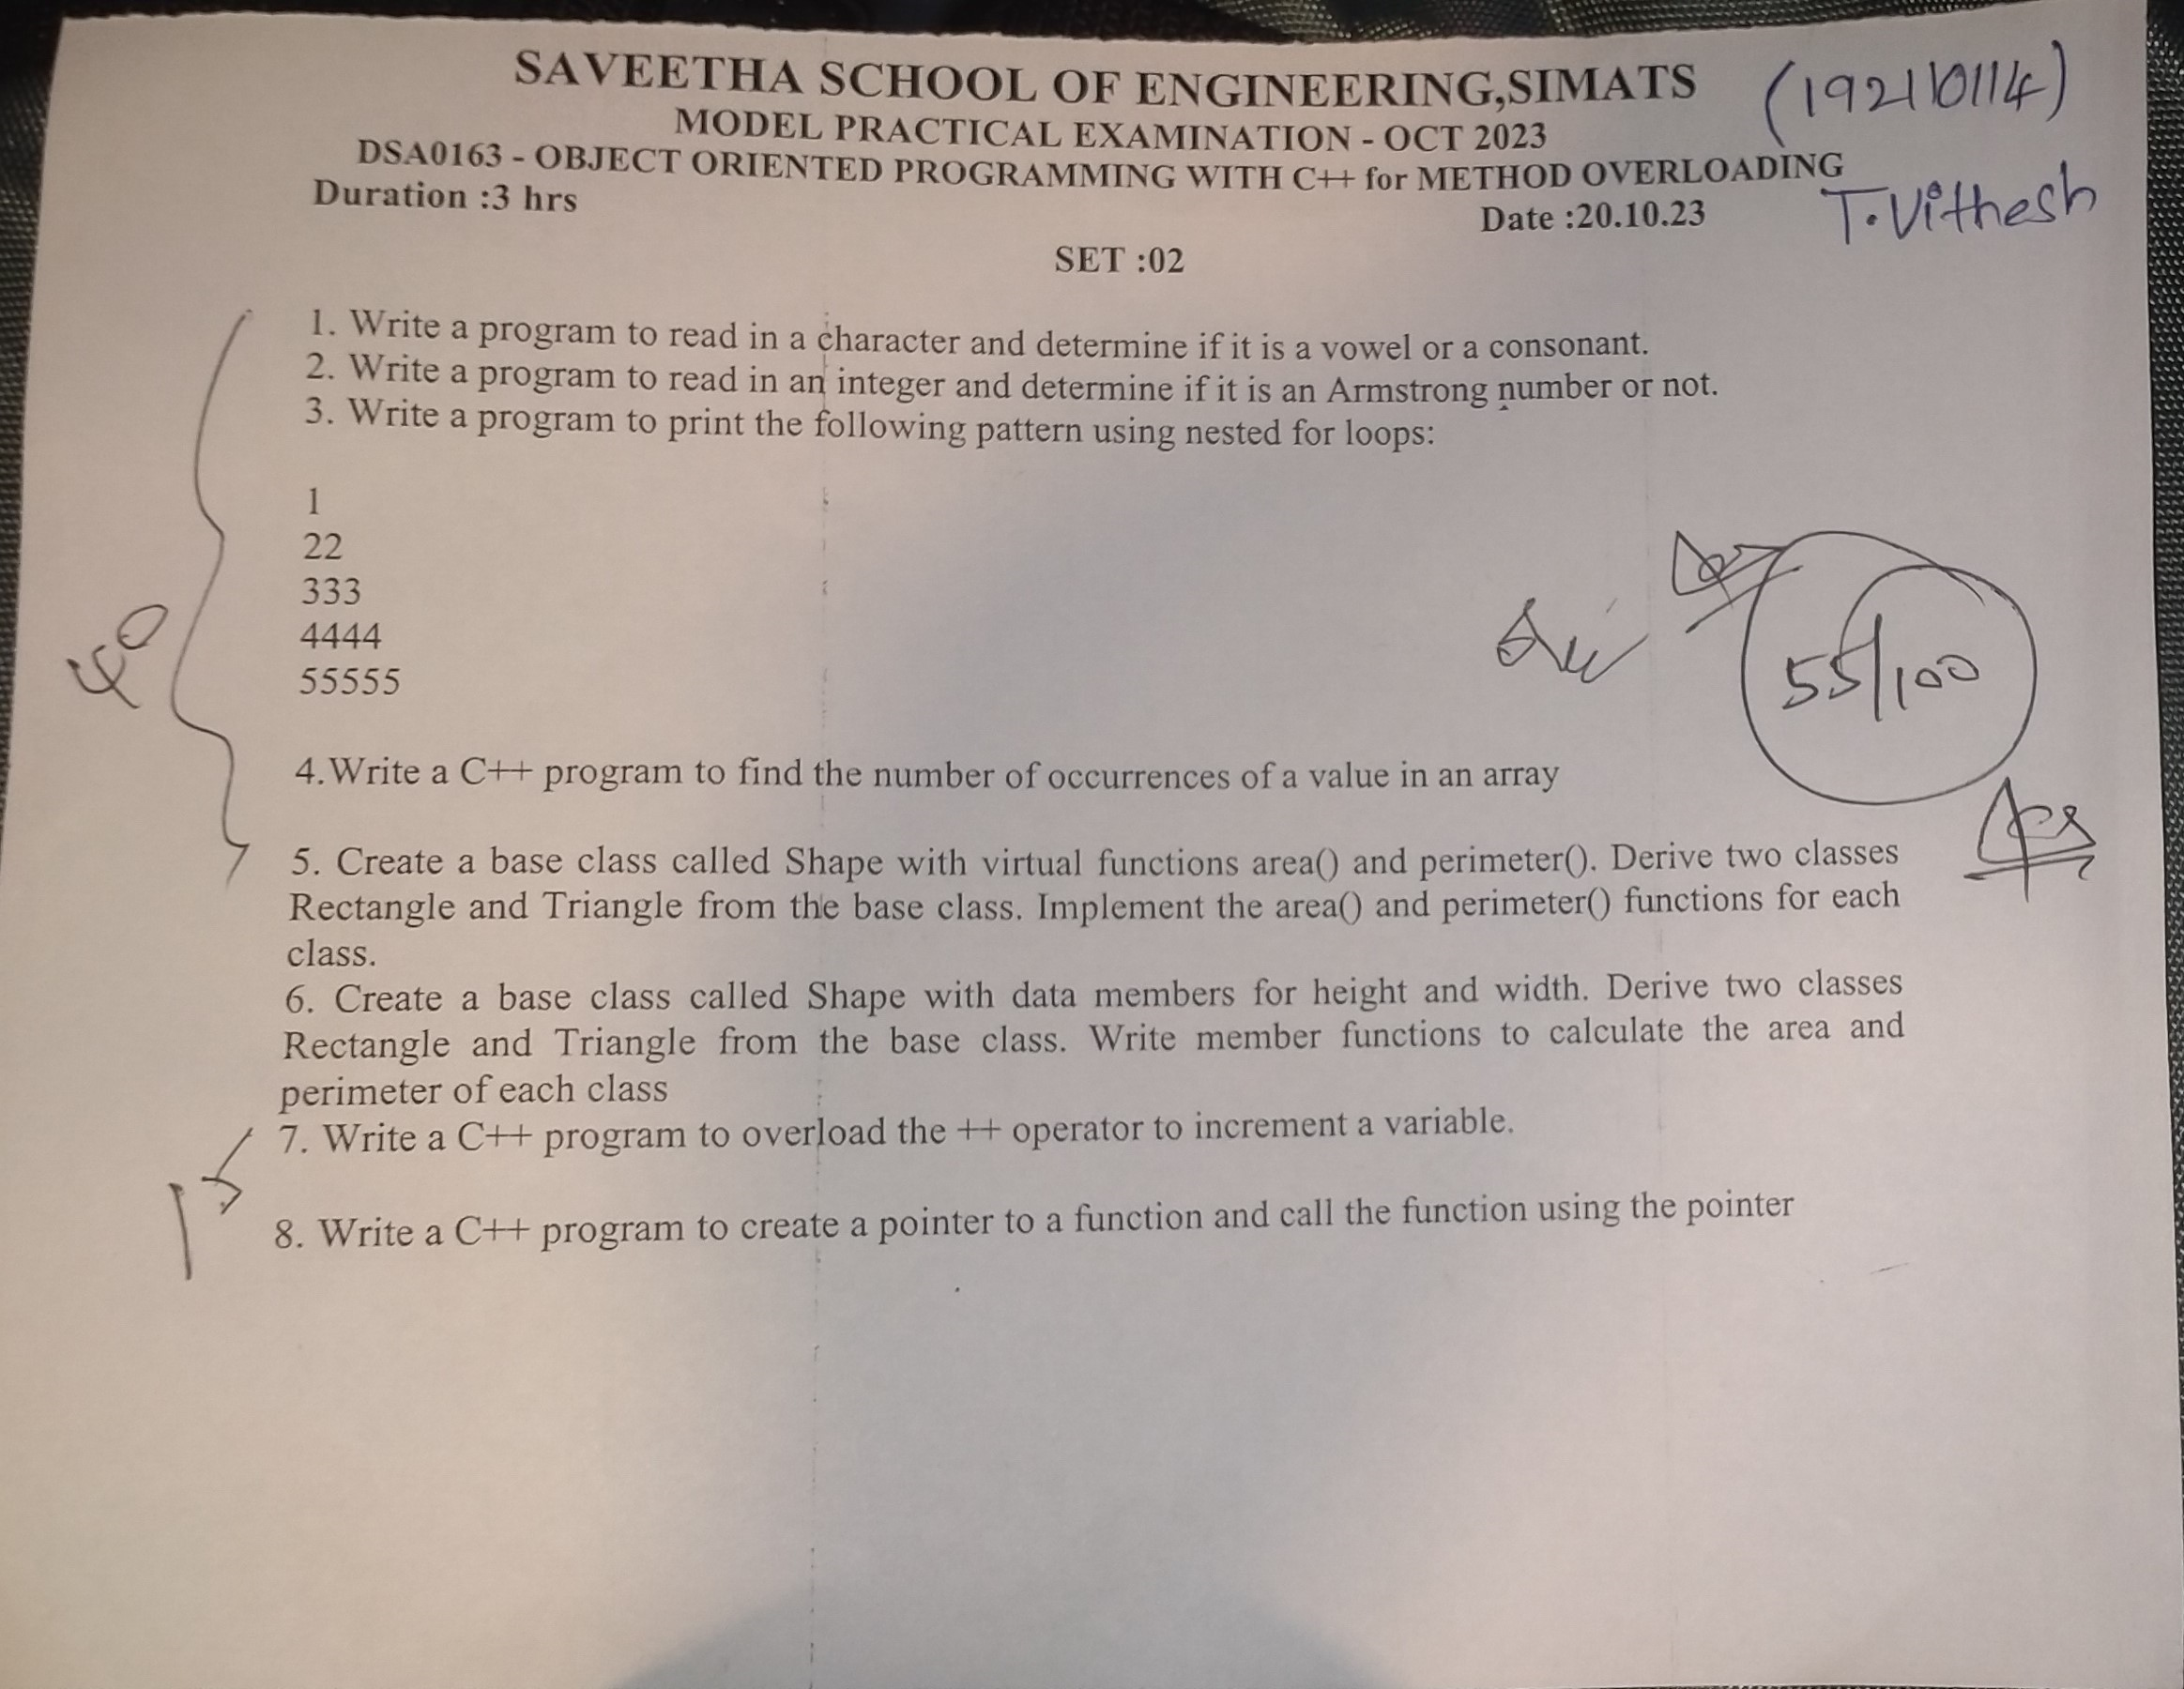 SAVEETHA SCHOOL OF ENGINEERING,SIMATS
(192110114)
MODEL PRACTICAL EXAMINATION - OCT 2023
DSA0163 - OBJECT ORIENTED PROGRAMMING WITH C++ for METHOD OVERLOADING
Duration :3 hrs
Date :20.10.23
T.Vithesh
SET :02
1. Write a program to read in a character and determine if it is a vowel or a consonant.
2. Write a program to read in an integer and determine if it is an Armstrong number or not.
3. Write a program to print the following pattern using nested for loops:
1
22
333
4444
55555
40
55/100
4.Write a C++ program to find the number of occurrences of a value in an array
5. Create a base class called Shape with virtual functions area() and perimeter(). Derive two classes
Rectangle and Triangle from the base class. Implement the area() and perimeter() functions for each
class.
6. Create a base class called Shape with data members for height and width. Derive two classes
Rectangle and Triangle from the base class. Write member functions to calculate the area and
perimeter of each class
7. Write a C++ program to overload the ++ operator to increment a variable.
15
8. Write a C++ program to create a pointer to a function and call the function using the pointer